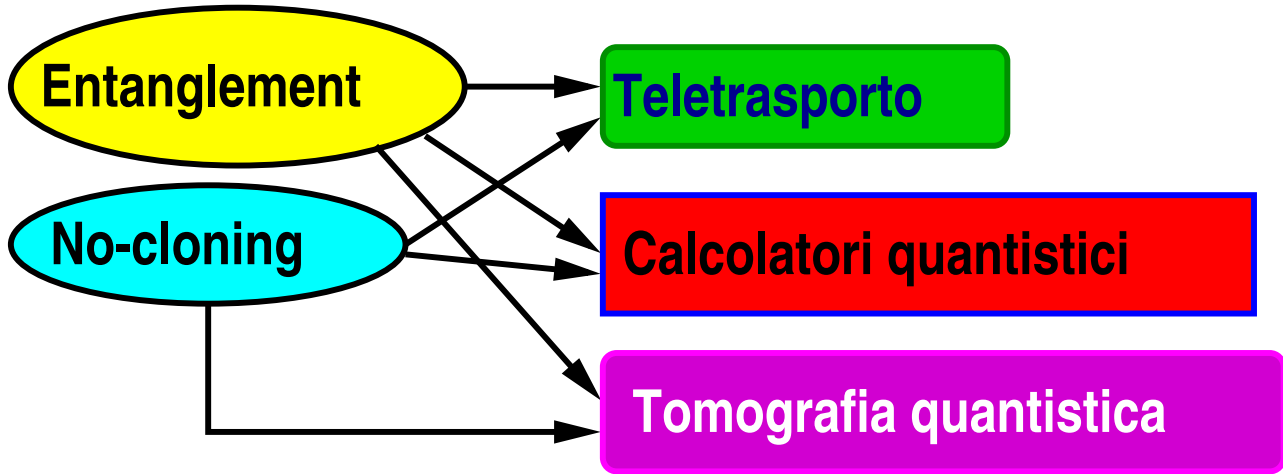 Entanglement
Teletrasporto
No-cloning
Calcolatori quantistici
Tomografia quantistica